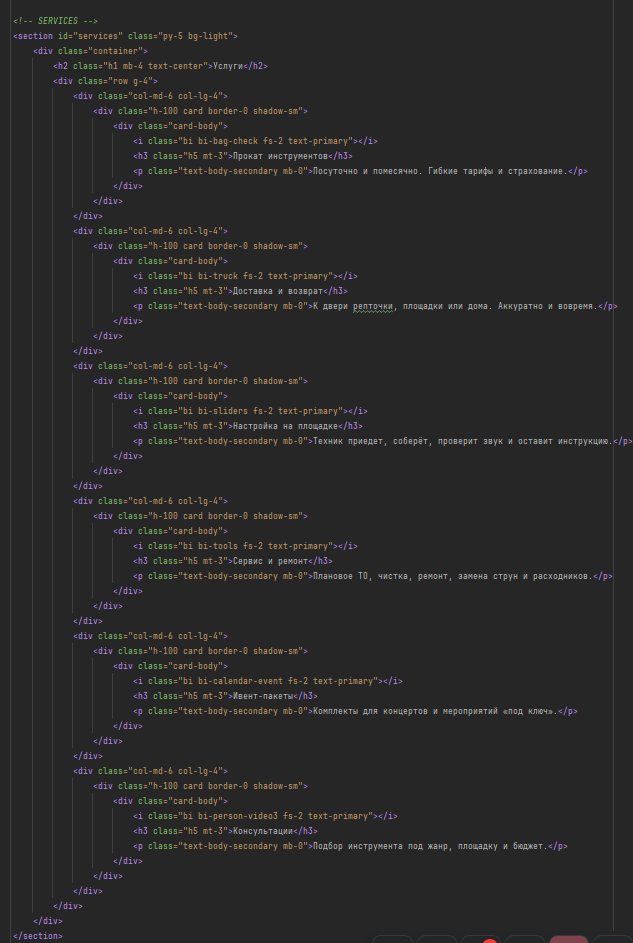 <!-- SERVICES -->
<section id="services" class="py-5 bg-light">
<div class="container">
<h2 class="h1 mb-4 text-center">Услуги</h2>
<div class="row g-4">
<div class="col-md-6 col-lg-4">
<div class="h-100 card border-0 shadow-sm">
<div class="card-body">
<i class="bi bi-bag-check fs-2 text-primary"></i>
<h3 class="h5 mt-3">Прокат инструментов</h3>
<p class="text-body-secondary mb-0">Посуточно и помесячно. Гибкие тарифы и страхование.</p>
</div>
</div>
</div>
<div class="col-md-6 col-lg-4">
<div class="h-100 card border-0 shadow-sm">
<div class="card-body">
<i class="bi bi-truck fs-2 text-primary"></i>
<h3 class="h5 mt-3">Доставка и возврат</h3>
<p class="text-body-secondary mb-0">К двери репточки, площадки или дома. Аккуратно и вовремя.</p>
</div>
</div>
</div>
<div class="col-md-6 col-lg-4">
<div class="h-100 card border-0 shadow-sm">
<div class="card-body">
<i class="bi bi-sliders fs-2 text-primary"></i>
<h3 class="h5 mt-3">Настройка на площадке</h3>
<p class="text-body-secondary mb-0">Техник приедет, соберёт, проверит звук и оставит инструкцию.</p>
</div>
</div>
</div>
<div class="col-md-6 col-lg-4">
<div class="h-100 card border-0 shadow-sm">
<div class="card-body">
<i class="bi bi-tools fs-2 text-primary"></i>
<h3 class="h5 mt-3">Сервис и ремонт</h3>
<p class="text-body-secondary mb-0">Плановое ТО, чистка, ремонт, замена струн и расходников.</p>
</div>
</div>
</div>
<div class="col-md-6 col-lg-4">
<div class="h-100 card border-0 shadow-sm">
<div class="card-body">
<i class="bi bi-calendar-event fs-2 text-primary"></i>
<h3 class="h5 mt-3">Ивент-пакеты</h3>
<p class="text-body-secondary mb-0">Комплекты для концертов и мероприятий «под ключ».</p>
</div>
</div>
</div>
<div class="col-md-6 col-lg-4">
<div class="h-100 card border-0 shadow-sm">
<div class="card-body">
<i class="bi bi-person-video3 fs-2 text-primary"></i>
<h3 class="h5 mt-3">Консультации</h3>
<p class="text-body-secondary mb-0">Подбор инструмента под жанр, площадку и бюджет.</p>
</div>
</div>
</div>
</div>
</div>
</section>